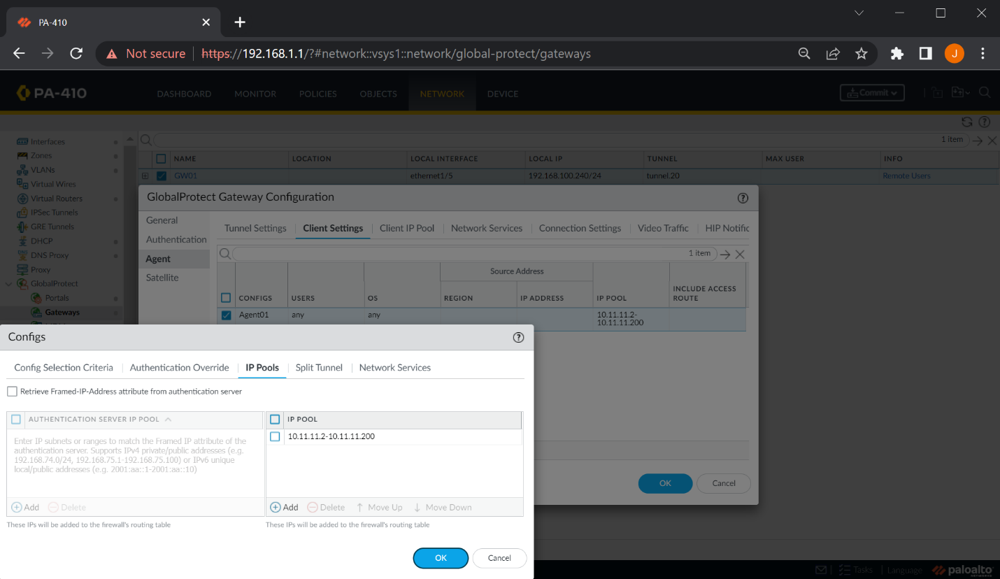 PA-410
Not secure https://192.168.1.1/?#network::vsys1::network/global-protect/gateways
J
PA-410
DASHBOARD MONITOR POLICIES OBJECTS NETWORK DEVICE
Commit
1 item
Interfaces
Zones
VLANs
Virtual Wires
Virtual Routers
IPSec Tunnels
GRE Tunnels
DHCP
DNS Proxy
Proxy
GlobalProtect
Portals
Gateways
NAME LOCATION LOCAL INTERFACE LOCAL IP TUNNEL MAX USER INFO
GW01 ethernet1/5 192.168.100.240/24 tunnel.20 Remote Users
GlobalProtect Gateway Configuration
General
Authentication
Agent
Satellite
Tunnel Settings Client Settings Client IP Pool Network Services Connection Settings Video Traffic HIP Notific
1 item
Source Address
CONFIGS USERS OS REGION IP ADDRESS IP POOL INCLUDE ACCESS
ROUTE
Agent01 any any 10.11.11.2-
10.11.11.200
OK Cancel
Configs
Config Selection Criteria Authentication Override IP Pools Split Tunnel Network Services
Retrieve Framed-IP-Address attribute from authentication server
AUTHENTICATION SERVER IP POOL
Enter IP subnets or ranges to match the Framed IP attribute of the
authentication server. Supports IPv4 private/public addresses (e.g.
192.168.74.0/24, 192.168.75.1-192.168.75.100) or IPv6 unique
local/public addresses (e.g. 2001:aa::1-2001:aa::10)
Add Delete
These IPs will be added to the firewall's routing table
IP POOL
10.11.11.2-10.11.11.200
Add Delete Move Up Move Down
These IPs will be added to the firewall's routing table
OK Cancel
Tasks Language paloalto